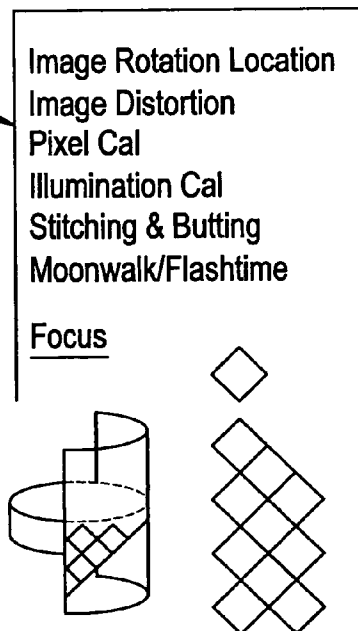 Image Rotation Location
Image Distortion
Pixel Cal
Illumination Cal
Stitching & Butting
Moonwalk/Flashtime
Focus